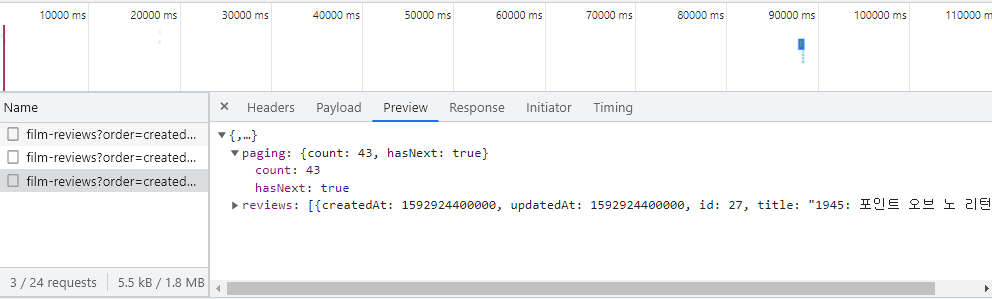 10000 ms 20000 ms 30000 ms 40000 ms 50000 ms 60000 ms 70000 ms 80000 ms 90000 ms 100000 ms 110000 ms
Name × Headers Payload Preview Response Initiator Timing
film-reviews?order=created...
film-reviews?order=created...
film-reviews?order=created...
▼{,…}
▼paging: {count: 43, hasNext: true}
count: 43
hasNext: true
▶reviews: [{createdAt: 1592924400000, updatedAt: 1592924400000, id: 27, title: "1945: 포인트 오브 노 리턴
3 / 24 requests 5.5 kB / 1.8 MB